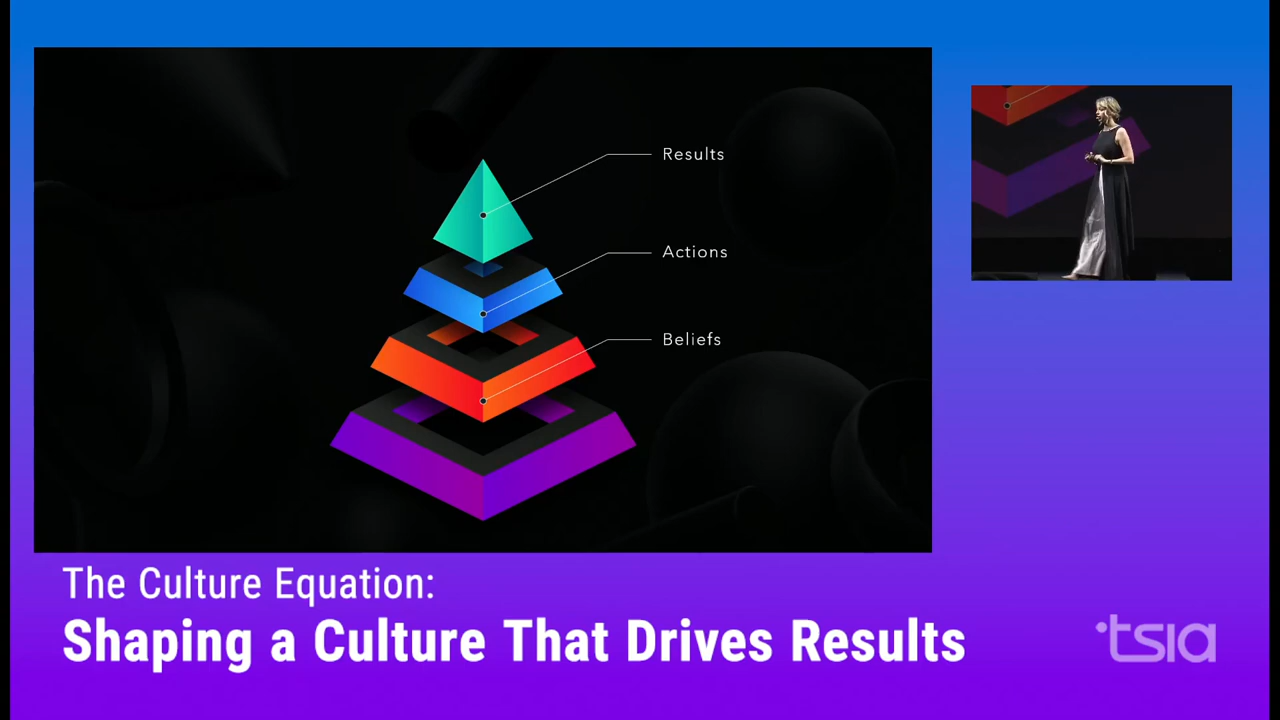 Results
Actions
Beliefs
The Culture Equation:
Shaping a Culture That Drives Results
tsia